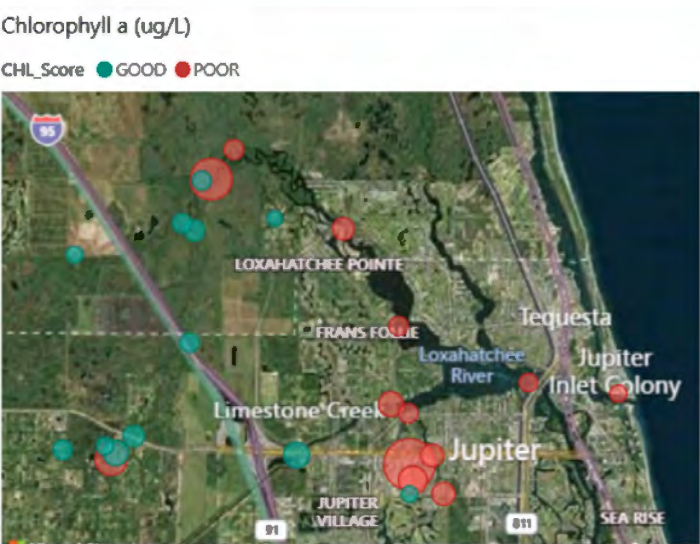 Chlorophyll a (ug/L)
CHL_Score GOOD POOR
95
LOXAHATCHEE POINTE
FRANS FOLLIE
Tequesta
Loxahatchee
River
Jupiter
Inlet Colony
Limestone Creek
Jupiter
JUPITER
VILLAGE
91
811
SEA RISE